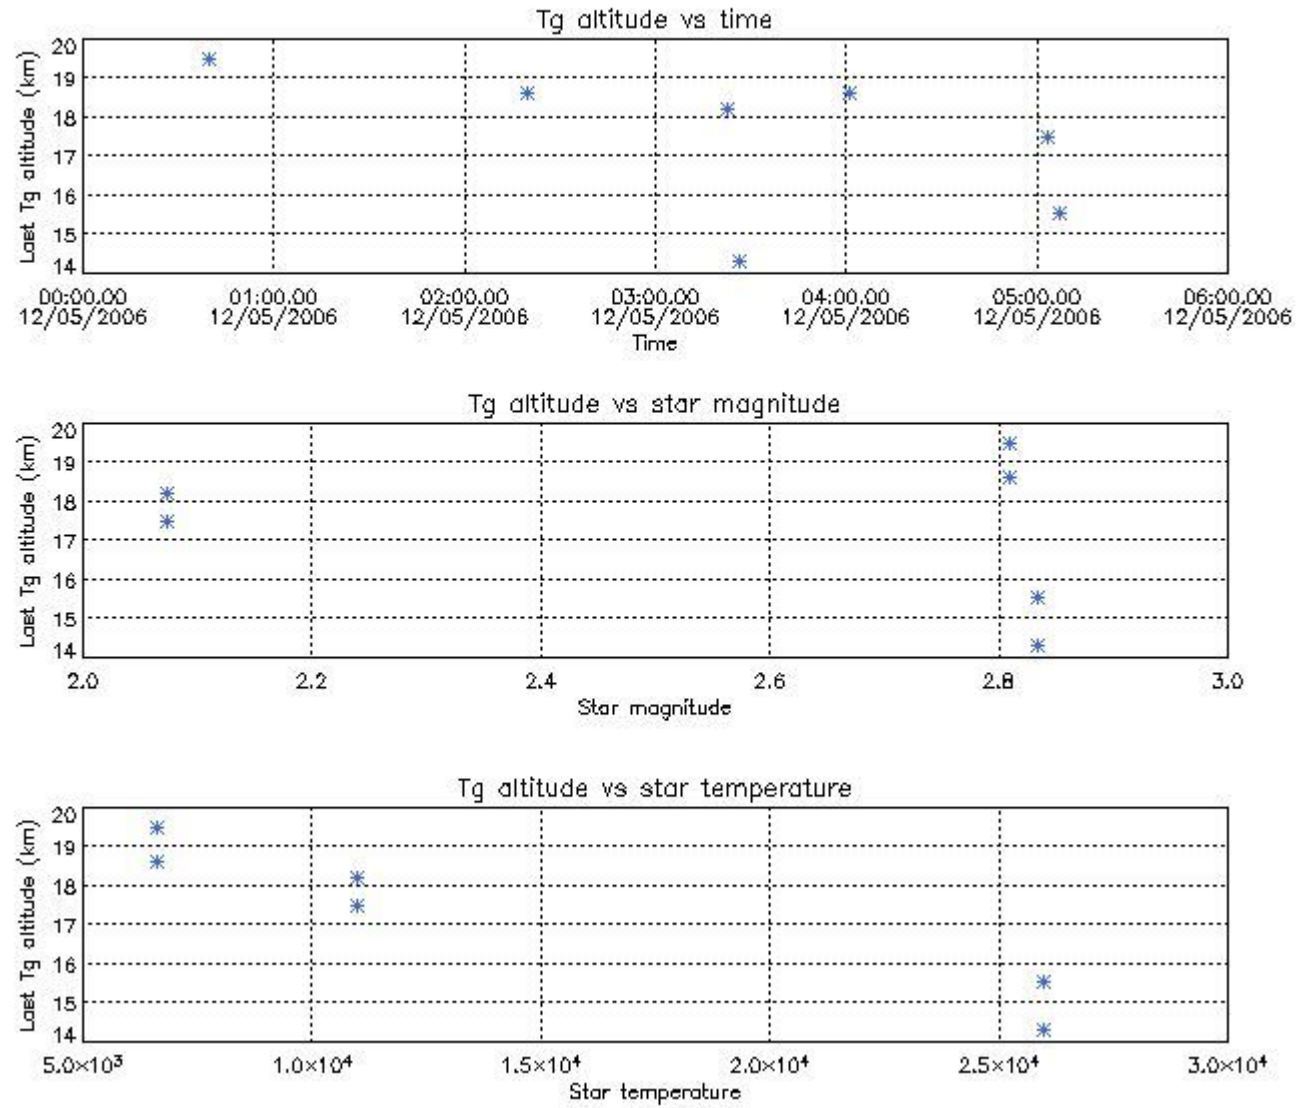 Tg altitude vs time
Last Tg altitude (km)
20
19
18
17
16
15
14
00:00.00 01:00.00 02:00.00 03:00.00 04:00.00 05:00.00 06:00.00
12/05/2006 12/05/2006 12/05/2006 12/05/2006 12/05/2006 12/05/2006 12/05/2006
Time
Tg altitude vs star magnitude
Last Tg altitude (km)
20
19
18
17
16
15
14
2.0 2.2 2.4 2.6 2.8 3.0
Star magnitude
Tg altitude vs star temperature
Last Tg altitude (km)
20
19
18
17
16
15
14
5.0×10³ 1.0×10⁴ 1.5×10⁴ 2.0×10⁴ 2.5×10⁴ 3.0×10⁴
Star temperature